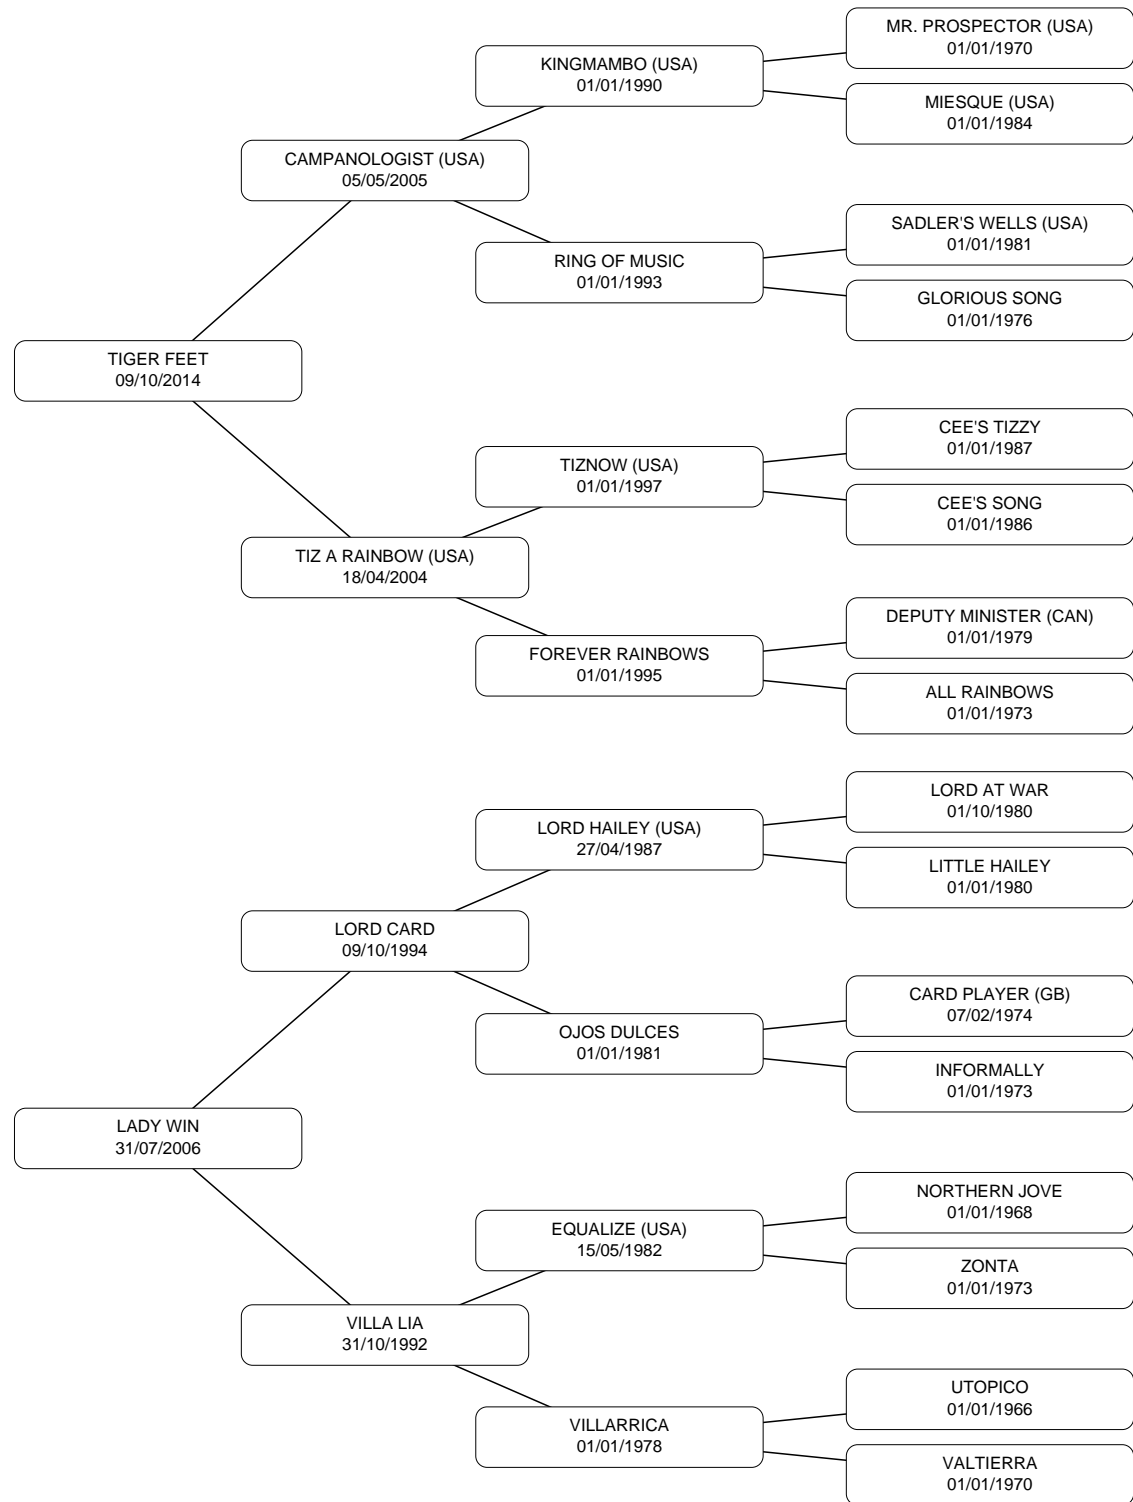 MR. PROSPECTOR (USA)
01/01/1970
KINGMAMBO (USA)
01/01/1990
MIESQUE (USA)
01/01/1984
CAMPANOLOGIST (USA)
05/05/2005
SADLER'S WELLS (USA)
01/01/1981
RING OF MUSIC
01/01/1993
GLORIOUS SONG
01/01/1976
TIGER FEET
09/10/2014
CEE'S TIZZY
01/01/1987
TIZNOW (USA)
01/01/1997
CEE'S SONG
01/01/1986
TIZ A RAINBOW (USA)
18/04/2004
DEPUTY MINISTER (CAN)
01/01/1979
FOREVER RAINBOWS
01/01/1995
ALL RAINBOWS
01/01/1973
LORD AT WAR
01/10/1980
LORD HAILEY (USA)
27/04/1987
LITTLE HAILEY
01/01/1980
LORD CARD
09/10/1994
CARD PLAYER (GB)
07/02/1974
OJOS DULCES
01/01/1981
INFORMALLY
01/01/1973
LADY WIN
31/07/2006
NORTHERN JOVE
01/01/1968
EQUALIZE (USA)
15/05/1982
ZONTA
01/01/1973
VILLA LIA
31/10/1992
UTOPICO
01/01/1966
VILLARRICA
01/01/1978
VALTIERRA
01/01/1970